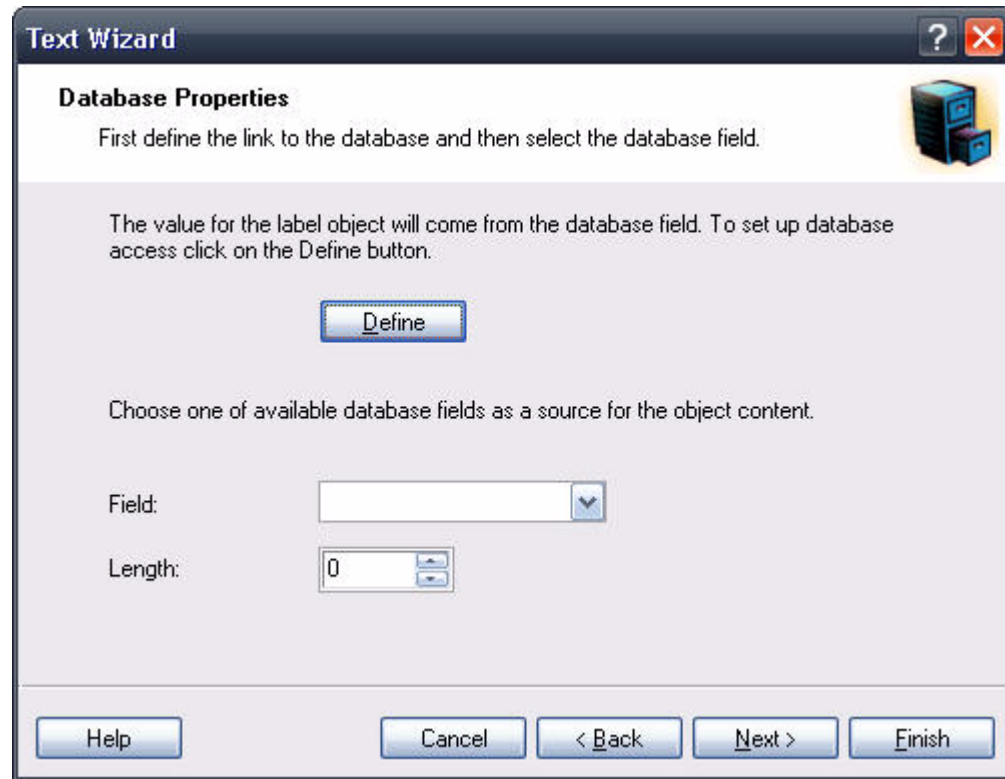 Text Wizard
?
Database Properties
First define the link to the database and then select the database field.
The value for the label object will come from the database field. To set up database
access click on the Define button.
Define
Choose one of available database fields as a source for the object content.
Field:
Length: 0
Help Cancel < Back Next > Finish